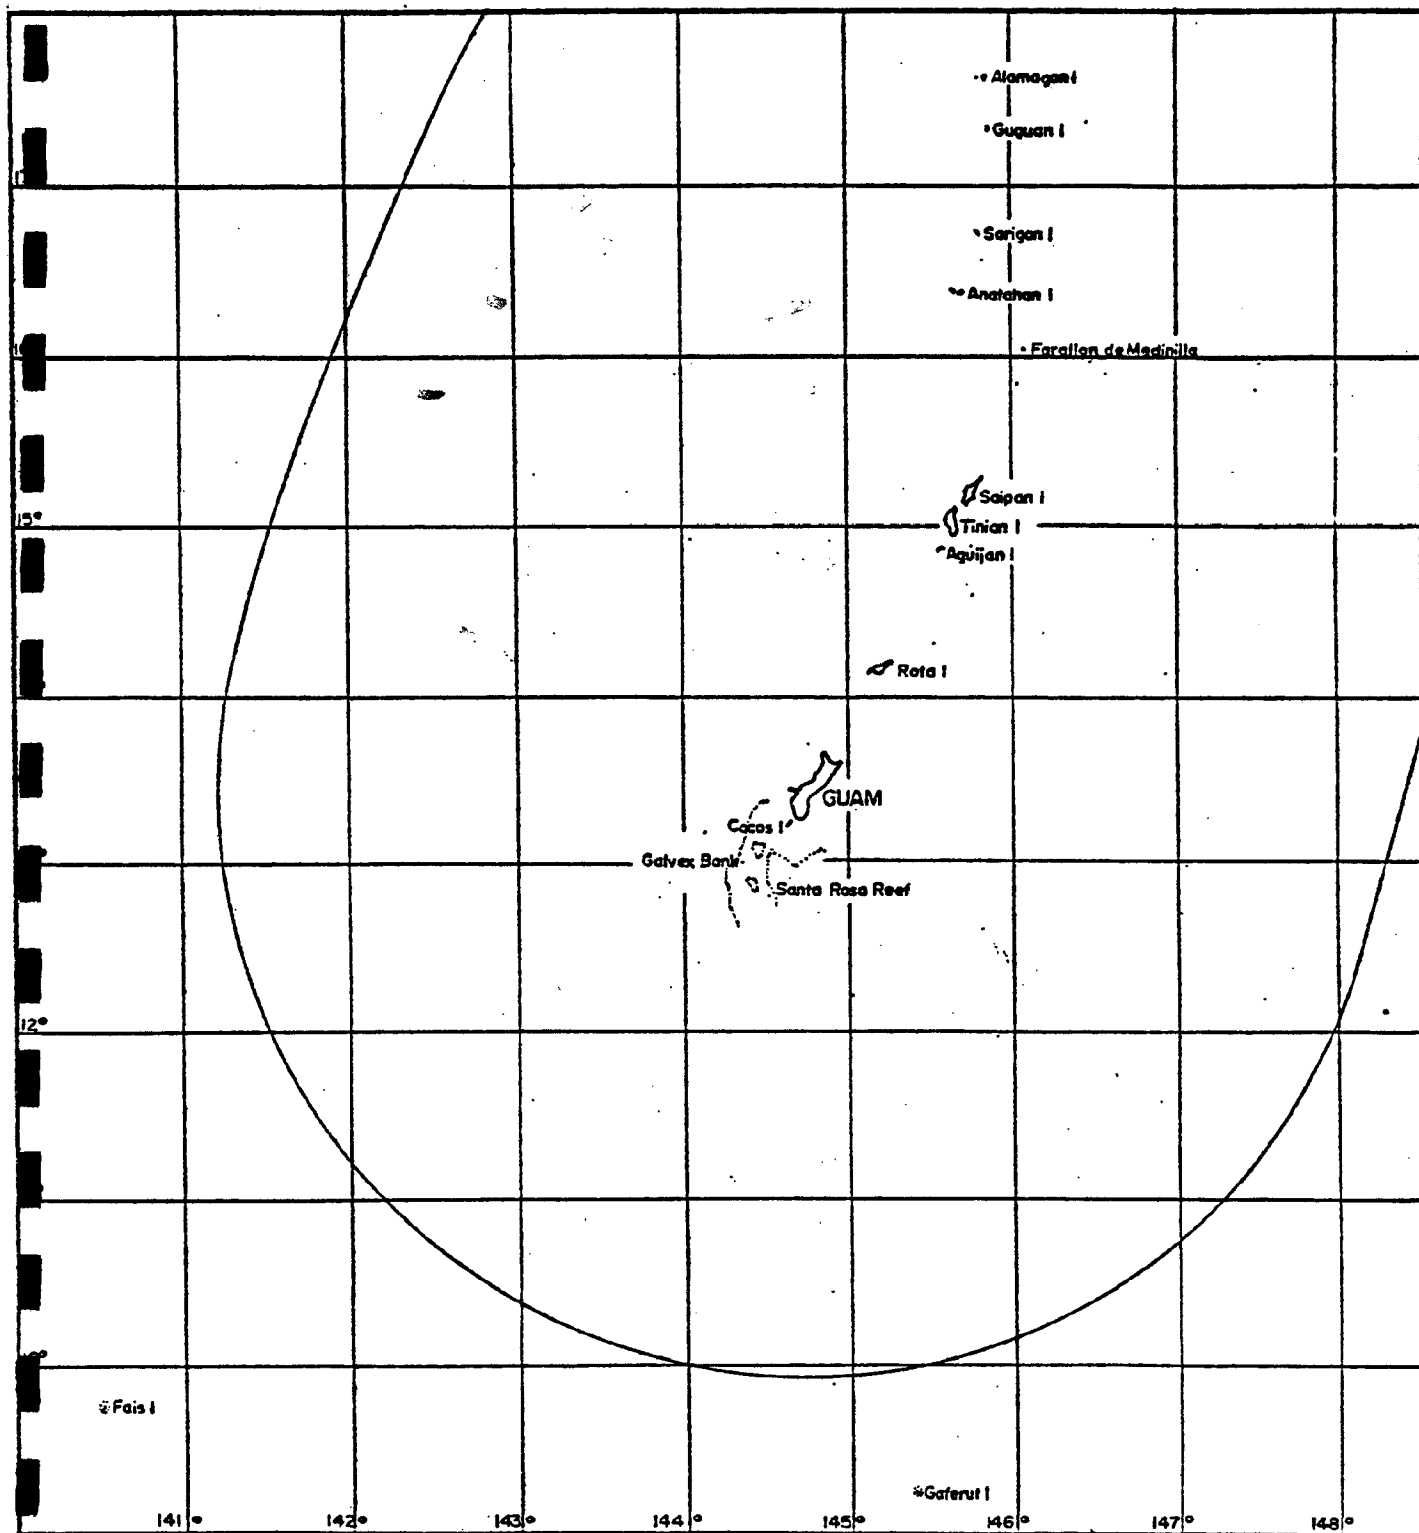 Alamagan I
Guguan I
Sarigan I
Anatahan I
Farallon de Medinilla
Saipan I
15°
Tinian I
Aguijan I
Rota I
GUAM
Cocos I
Galvex Bank
Santa Rosa Reef
12°
Fais I
Gaferut I
141° 142° 143° 144° 145° 146° 147° 148°